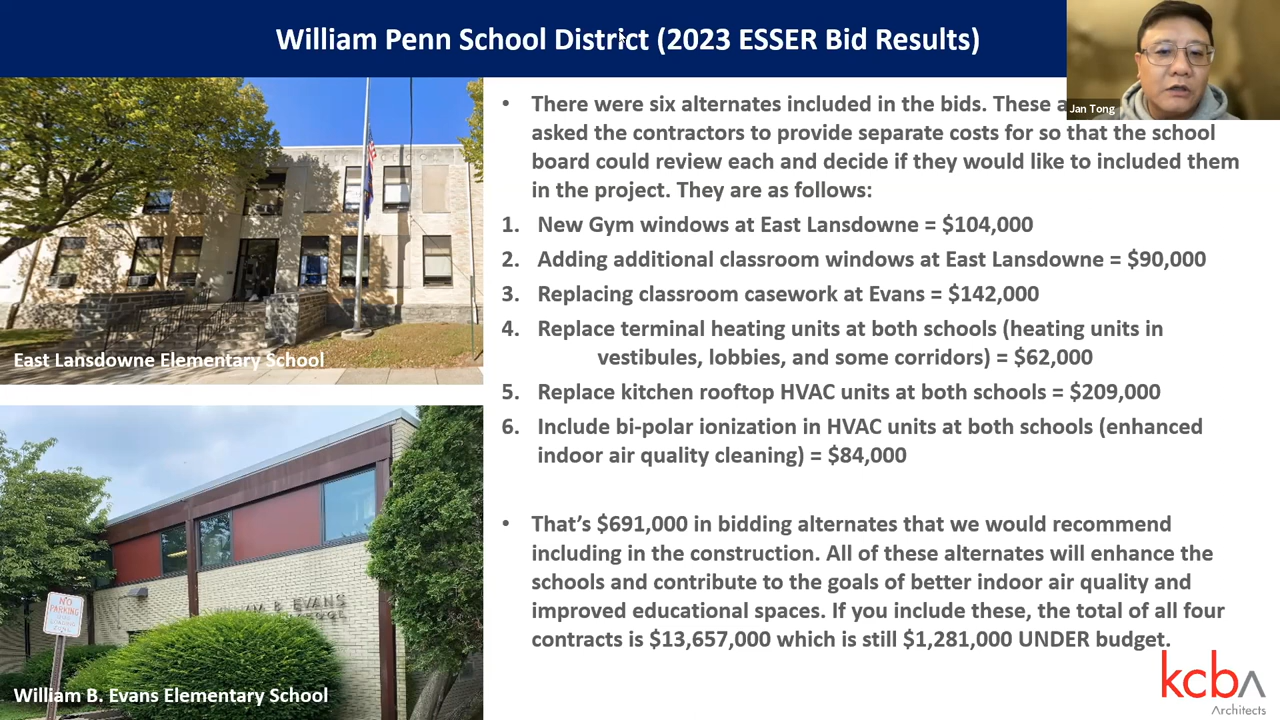 William Penn School District (2023 ESSER Bid Results)
Jan Tong
• There were six alternates included in the bids. These
asked the contractors to provide separate costs for so that the school
board could review each and decide if they would like to included them
in the project. They are as follows:
1. New Gym windows at East Lansdowne = $104,000
2. Adding additional classroom windows at East Lansdowne = $90,000
3. Replacing classroom casework at Evans = $142,000
4. Replace terminal heating units at both schools (heating units in
vestibules, lobbies, and some corridors) = $62,000
5. Replace kitchen rooftop HVAC units at both schools = $209,000
6. Include bi-polar ionization in HVAC units at both schools (enhanced
indoor air quality cleaning) = $84,000
• That’s $691,000 in bidding alternates that we would recommend
including in the construction. All of these alternates will enhance the
schools and contribute to the goals of better indoor air quality and
improved educational spaces. If you include these, the total of all four
contracts is $13,657,000 which is still $1,281,000 UNDER budget.
East Lansdowne Elementary School
NO
PARKING
B EVANS
William B. Evans Elementary School
kcba
Architects